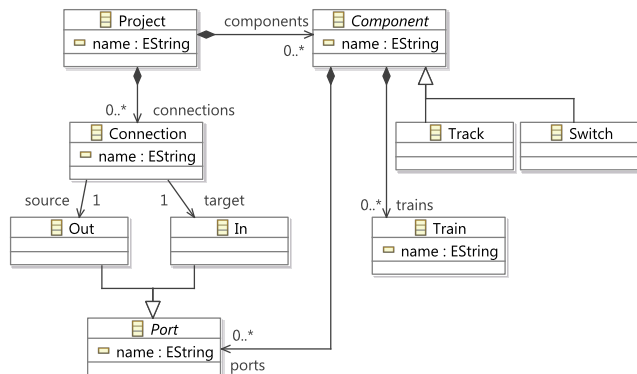 Project
name : EString
components
0..*
Component
name : EString
0..*
connections
Connection
name : EString
Track
Switch
source
1
1
target
0..*
trains
Out
In
Train
name : EString
Port
name : EString
0..*
ports